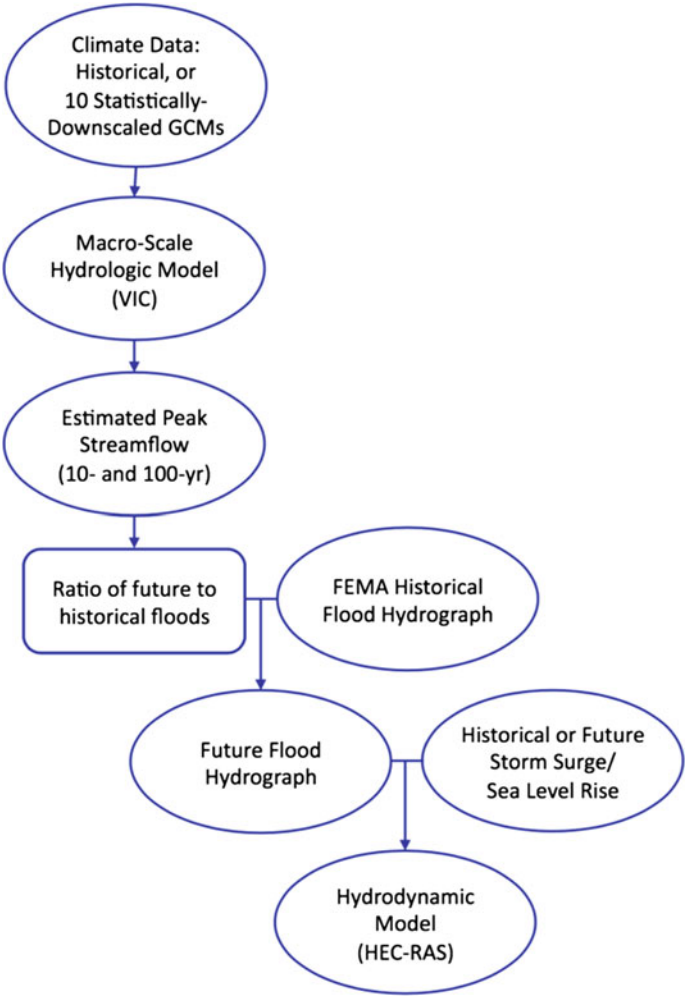 Climate Data:
Historical, or
10 Statistically-
Downscaled GCMs
Macro-Scale
Hydrologic Model
(VIC)
Estimated Peak
Streamflow
(10- and 100-yr)
Ratio of future to
historical floods
FEMA Historical
Flood Hydrograph
Future Flood
Hydrograph
Historical or Future
Storm Surge/
Sea Level Rise
Hydrodynamic
Model
(HEC-RAS)